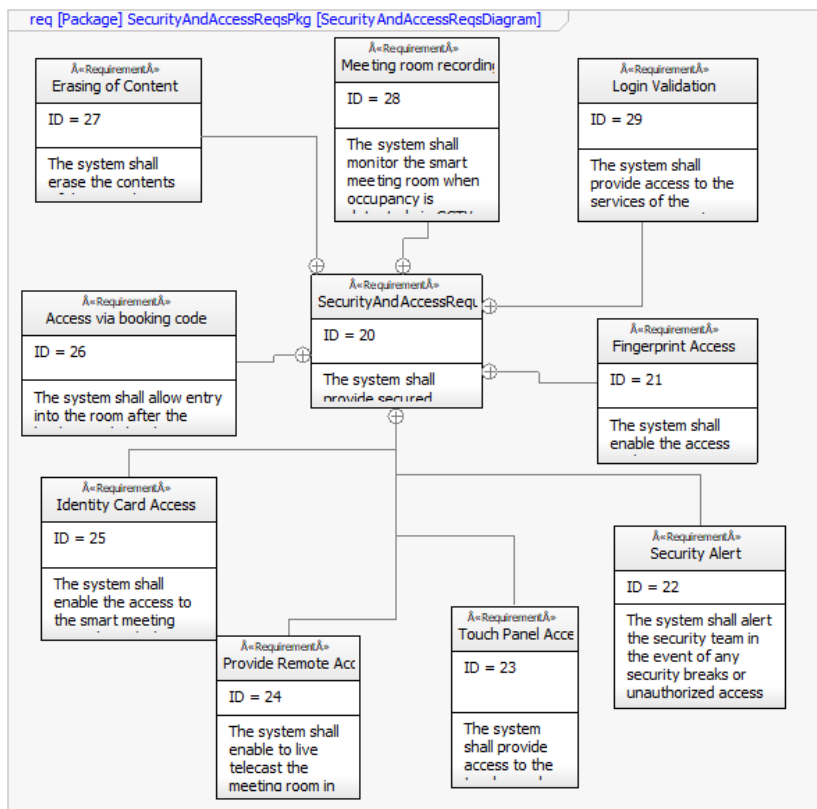 req [Package] SecurityAndAccessReqsPkg [SecurityAndAccessReqsDiagram]
Â«RequirementÂ»
Erasing of Content
ID = 27
The system shall
erase the contents
Â«RequirementÂ»
Meeting room recording
ID = 28
The system shall
monitor the smart
meeting room when
occupancy is
Â«RequirementÂ»
Login Validation
ID = 29
The system shall
provide access to the
services of the
Â«RequirementÂ»
SecurityAndAccessRequ
ID = 20
The system shall
provide secured
Â«RequirementÂ»
Access via booking code
ID = 26
The system shall allow entry
into the room after the
Â«RequirementÂ»
Fingerprint Access
ID = 21
The system shall
enable the access
Â«RequirementÂ»
Identity Card Access
ID = 25
The system shall
enable the access to
the smart meeting
Â«RequirementÂ»
Security Alert
ID = 22
The system shall alert
the security team in
the event of any
security breaks or
unauthorized access
Â«RequirementÂ»
Touch Panel Acce
ID = 23
The system
shall provide
access to the
Â«RequirementÂ»
Provide Remote Acc
ID = 24
The system shall
enable to live
telecast the
meeting room in